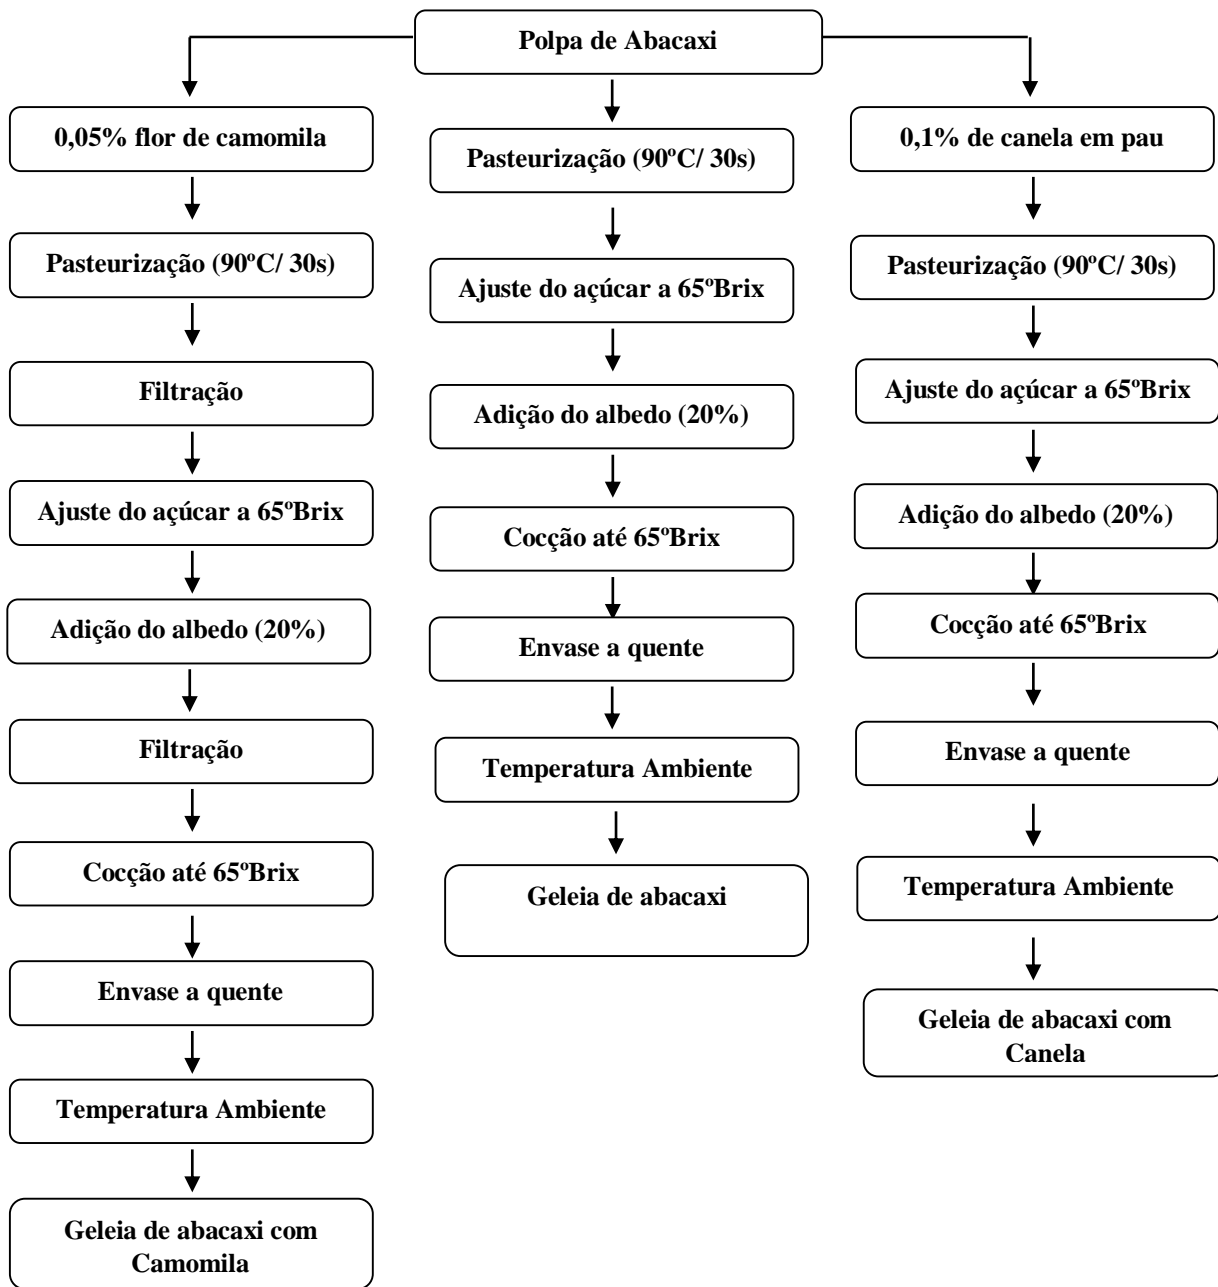 Polpa de Abacaxi
0,05% flor de camomila
Pasteurização (90ºC/ 30s)
Filtração
Ajuste do açúcar a 65ºBrix
Adição do albedo (20%)
Filtração
Cocção até 65ºBrix
Envase a quente
Temperatura Ambiente
Geleia de abacaxi com
Camomila
Pasteurização (90ºC/ 30s)
Ajuste do açúcar a 65ºBrix
Adição do albedo (20%)
Cocção até 65ºBrix
Envase a quente
Temperatura Ambiente
Geleia de abacaxi
0,1% de canela em pau
Pasteurização (90ºC/ 30s)
Ajuste do açúcar a 65ºBrix
Adição do albedo (20%)
Cocção até 65ºBrix
Envase a quente
Temperatura Ambiente
Geleia de abacaxi com
Canela